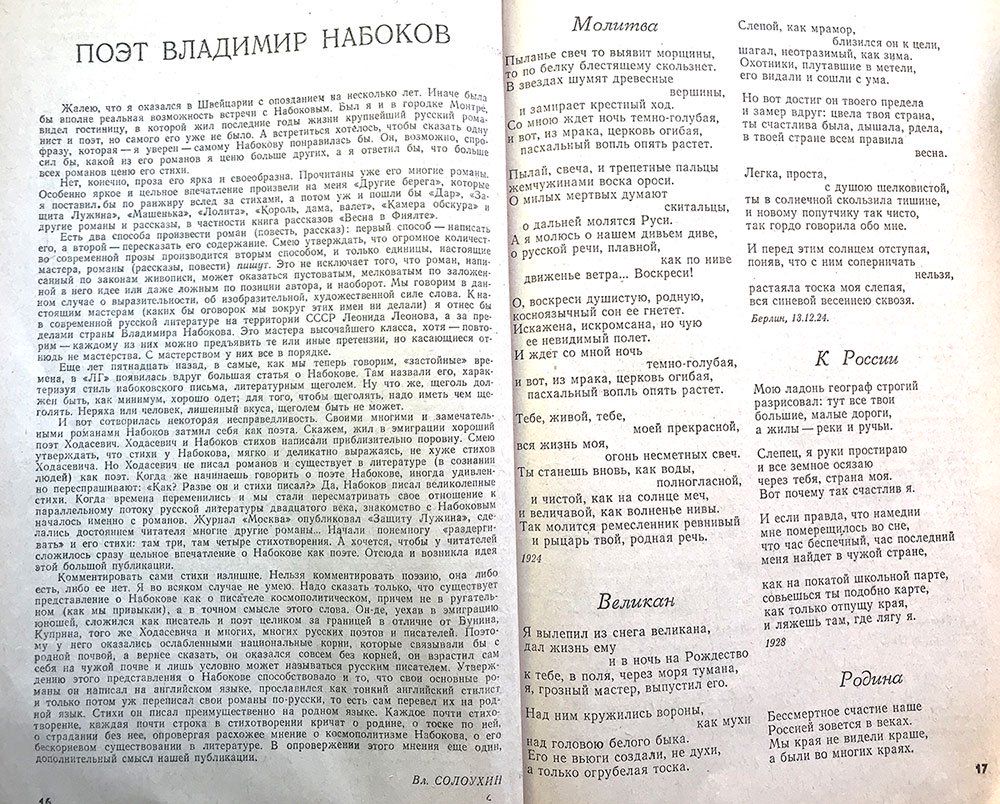 ПОЭТ ВЛАДИМИР НАБОКОВ
Жалею, что я оказался в Швейцарии с опозданием на несколько лет. Иначе была
бы вполне реальная возможность встречи с Набоковым. Был я и в городке Монтрё,
видел гостиницу, в которой жил последние годы жизни крупнейший русский рома-
нист и поэт, но самого его уже не было. А встретиться хотелось, чтобы сказать одну
фразу, которая — и я уверен — самому Набокову понравилась бы. Он, возможно, спро-
сил бы, какой из его романов я ценю больше других, а я ответил бы, что больше
всех романов ценю его стихи.
Нет, конечно, проза его ярка и своеобразна. Прочитаны уже его многие романы.
Особенно яркое и цельное впечатление произвели на меня «Другие берега», которые
я поставил бы по ранжиру вслед за стихами, а потом уж и пошли бы «Дар», «За-
щита Лужина», «Машенька», «Лолита», «Король, дама, валет», «Камера обскура» и
другие романы и рассказы, в частности книга рассказов «Весна в Фиальте».
Есть два способа произвести роман (повесть, рассказ): первый способ — написать
его, а второй — пересказать его содержание. Смею утверждать, что огромное количест-
во современной прозы производится вторым способом, и только единицы, настоящие
мастера, романы (рассказы, повести) пишут. Это не исключает того, что роман, напи-
санный по законам живописи, может оказаться пустоватым, мелковатым по заложен-
ной в него идее или даже ложным по позиции автора, и наоборот. Мы говорим в дан-
ном случае о выразительности, об изобразительной, художественной силе слова. К на-
стоящим мастерам (каких бы оговорок мы вокруг этих имен ни делали) я отнес бы
в современной русской литературе на территории СССР Леонида Леонова, а за пре-
делами страны Владимира Набокова. Это мастера высочайшего класса, хотя — повто-
рим — каждому из них можно предъявить те или иные претензии, но касающиеся от-
нюдь не мастерства. С мастерством у них все в порядке.
Еще лет пятнадцать назад, в самые, как мы теперь говорим, «застойные» вре-
мена, в «ЛГ» появилась вдруг большая статья о Набокове. Там назвали его, харак-
теризуя стиль набоковского письма, литературным щеголем. Ну что же, щеголь дол-
жен быть, как минимум, хорошо одет; для того, чтобы щеголять, надо иметь чем ще-
голять. Неряха или человек, лишенный вкуса, щеголем быть не может.
И вот сотворилась некоторая несправедливость. Своими многими и замечатель-
ными романами Набоков затмил себя как поэта. Скажем, жил в эмиграции хороший
поэт Ходасевич. Ходасевич и Набоков стихов написали приблизительно поровну. Смею
утверждать, что стихи у Набокова, мягко и деликатно выражаясь, не хуже стихов
Ходасевича. Но Ходасевич не писал романов и существует в литературе (в сознании
людей) как поэт. Когда же начинаешь говорить о поэте Набокове, иногда удивлен-
но переспрашивают: «Как? Разве он и стихи писал?» Да, Набоков писал великолепные
стихи. Когда времена переменились и мы стали пересматривать свое отношение к
параллельному потоку русской литературы двадцатого века, знакомство с Набоковым
началось именно с романов. Журнал «Москва» опубликовал «Защиту Лужина», сде-
лались достоянием читателя многие другие романы... Начали понемногу «раздерги-
вать» и его стихи: там три, там четыре стихотворения. А хочется, чтобы у читателей
сложилось сразу цельное впечатление о Набокове как поэте. Отсюда и возникла идея
этой большой публикации.
Комментировать сами стихи излишне. Нельзя комментировать поэзию, она либо
есть, либо ее нет. Я во всяком случае не умею. Надо сказать только, что существует
представление о Набокове как о писателе космополитическом, причем не в ругатель-
ном (как мы привыкли), а в точном смысле этого слова. Он-де, уехав в эмиграцию
юношей, сложился как писатель и поэт целиком за границей в отличие от Бунина,
Куприна, того же Ходасевича и многих, многих русских поэтов и писателей. Поэто-
му у него оказались ослабленными национальные корни, которые связывали бы с
родной почвой, а вернее сказать, он оказался совсем без корней, он взрастил сам
себя на чужой почве и лишь условно может называться русским писателем. Утверж-
дению этого представления о Набокове способствовало и то, что свои основные ро-
маны он написал на английском языке, прославился как тонкий английский стилист
и только потом уж переписал свои романы по-русски, то есть сам перевел их на род-
ной язык. Стихи он писал преимущественно на родном языке. Каждое почти стихо-
творение, каждая почти строка в стихотворении кричат о родине, о тоске по ней,
о страдании без нее, опровергая расхожее мнение о космополитизме Набокова, о его
бескорневом существовании в литературе. В опровержении этого мнения еще один,
дополнительный смысл нашей публикации.
Вл. СОЛОУХИН
16
Молитва
Пыланье свеч то выявит морщины,
то по белку блестящему скользнет.
В звездах шумят древесные
вершины,
и замирает крестный ход.
Со мною ждет ночь темно-голубая,
и вот, из мрака, церковь огибая,
пасхальный вопль опять растет.
Пылай, свеча, и трепетные пальцы
жемчужинами воска ороси.
О милых мертвых думают
скитальцы,
о дальней молятся Руси.
А я молюсь о нашем дивьем диве,
о русской речи, плавной,
как по ниве
движенье ветра... Воскреси!
О, воскреси душистую, родную,
косноязычный сон ее гнетет.
Искажена, искромсана, но чую
ее невидимый полет.
И ждет со мной ночь
темно-голубая,
и вот, из мрака, церковь огибая,
пасхальный вопль опять растет.
Тебе, живой, тебе,
моей прекрасной,
вся жизнь моя,
огонь несметных свеч.
Ты станешь вновь, как воды,
полногласной,
и чистой, как на солнце меч,
и величавой, как волненье нивы.
Так молится ремесленник ревнивый
и рыцарь твой, родная речь.
1924
Великан
Я вылепил из снега великана,
дал жизнь ему
и в ночь на Рождество
к тебе, в поля, через моря тумана,
я, грозный мастер, выпустил его.
Над ним кружились вороны,
как мухи
над головою белого быка.
Его не вьюги создали, не духи,
а только огрубелая тоска.
Слепой, как мрамор,
близился он к цели,
шагал, неотразимый, как зима.
Охотники, плутавшие в метели,
его видали и сошли с ума.
Но вот достиг он твоего предела
и замер вдруг: цвела твоя страна,
ты счастлива была, дышала, рдела,
в твоей стране всем правила
весна.
Легка, проста,
с душою шелковистой,
ты в солнечной скользила тишине,
и новому попутчику так чисто,
так гордо говорила обо мне.
И перед этим солнцем отступая,
поняв, что с ним соперничать
нельзя,
растаяла тоска моя слепая,
вся синевой весеннею сквозя.
Берлин, 13.12.24.
К России
Мою ладонь географ строгий
разрисовал: тут все твои
большие, малые дороги,
а жилы — реки и ручьи.
Слепец, я руки простираю
и все земное осязаю
через тебя, страна моя.
Вот почему так счастлив я.
И если правда, что намедни
мне померещилось во сне,
что час беспечный, час последний
меня найдет в чужой стране,
как на покатой школьной парте,
совьешься ты подобно карте,
как только отпущу края,
и ляжешь там, где лягу я.
1928
Родина
Бессмертное счастие наше
Россией зовется в веках.
Мы края не видели краше,
а были во многих краях.
17